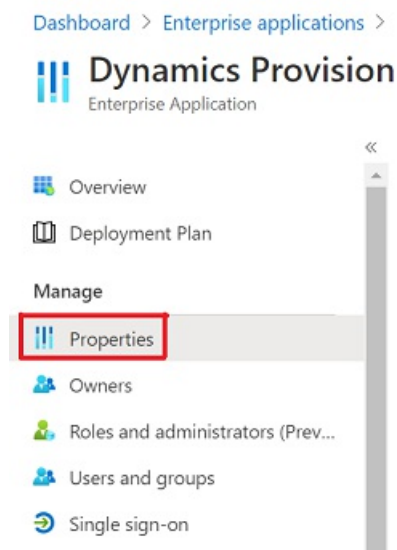 Dashboard > Enterprise applications >
Dynamics Provision
Enterprise Application
«
Overview
Deployment Plan
Manage
Properties
Owners
Roles and administrators (Prev...
Users and groups
Single sign-on